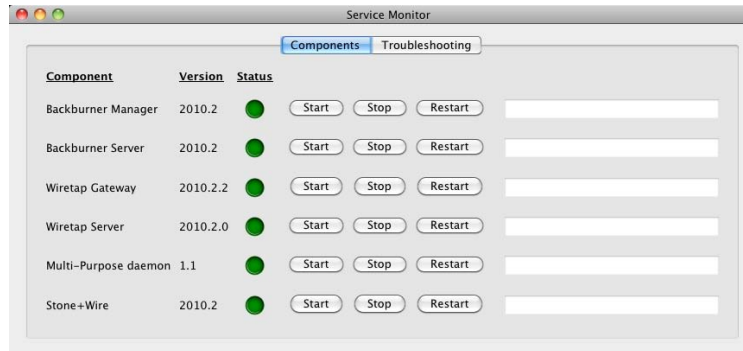 Service Monitor
Components Troubleshooting
Component Version Status
Backburner Manager 2010.2 Start Stop Restart
Backburner Server 2010.2 Start Stop Restart
Wiretap Gateway 2010.2.2 Start Stop Restart
Wiretap Server 2010.2.0 Start Stop Restart
Multi-Purpose daemon 1.1 Start Stop Restart
Stone+Wire 2010.2 Start Stop Restart